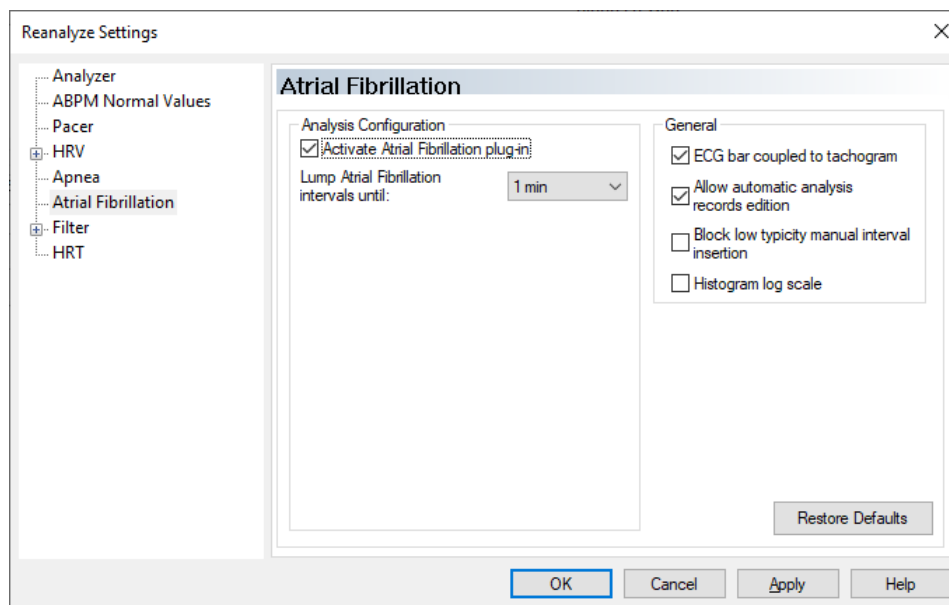 Reanalyze Settings
Analyzer
ABPM Normal Values
Pacer
HRV
Apnea
Atrial Fibrillation
Filter
HRT
Atrial Fibrillation
Analysis Configuration
Activate Atrial Fibrillation plug-in
Lump Atrial Fibrillation
intervals until:
1 min
General
ECG bar coupled to tachogram
Allow automatic analysis
records edition
Block low typicity manual interval
insertion
Histogram log scale
Restore Defaults
OK
Cancel
Apply
Help